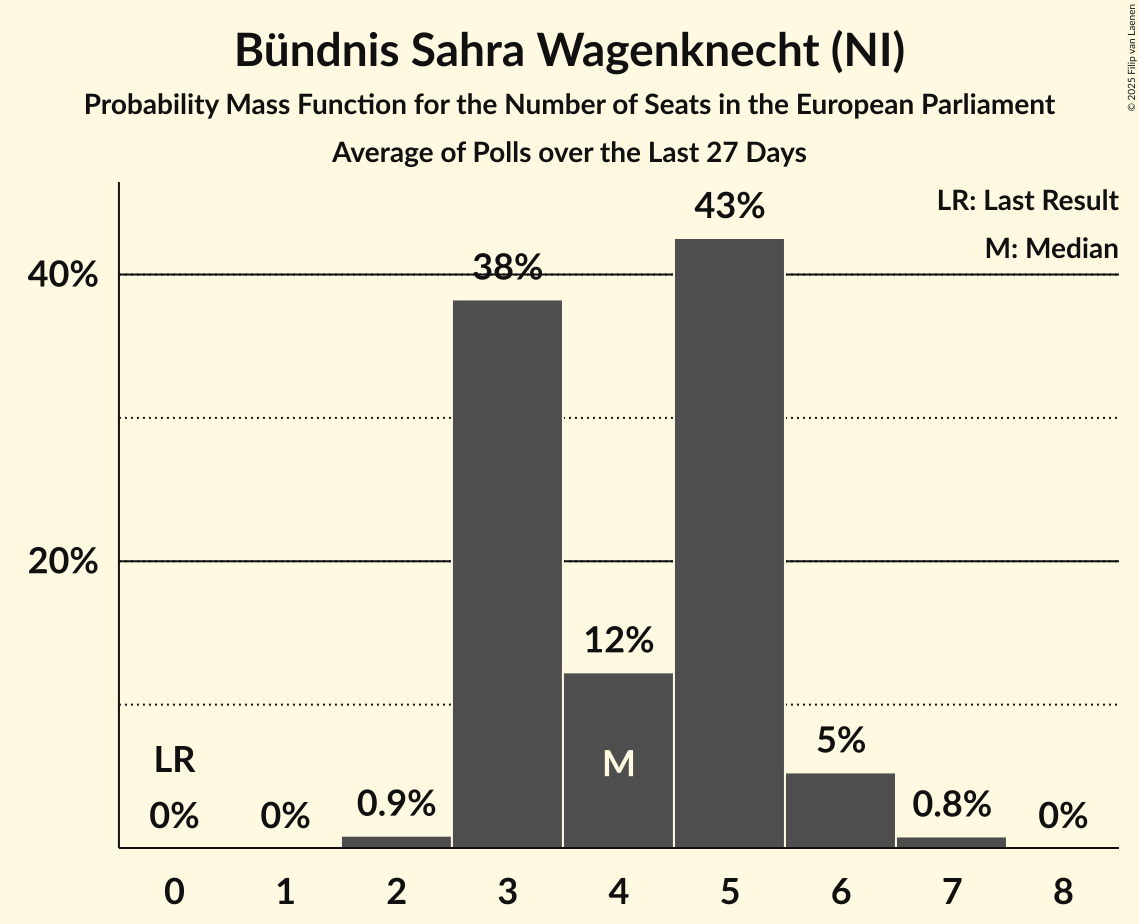 Bündnis Sahra Wagenknecht (NI)
Probability Mass Function for the Number of Seats in the European Parliament
Average of Polls over the Last 27 Days
© 2025 Filip van Laenen
LR: Last Result
M: Median
43%
40%
38%
20%
12%
M
5%
LR
0%
0%
0.9%
0.8%
0%
0 1 2 3 4 5 6 7 8